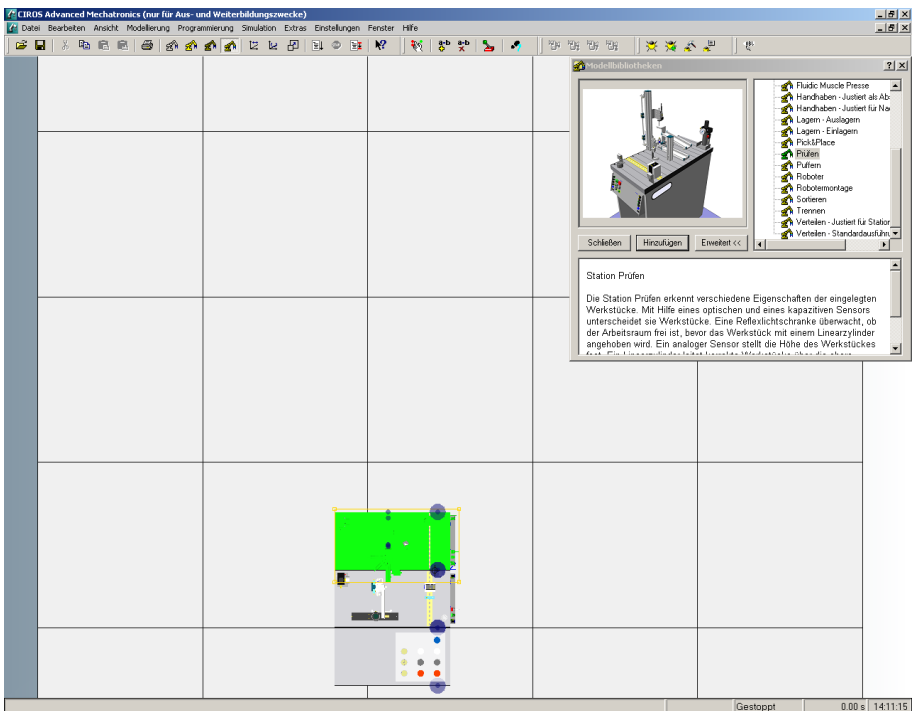 CIROS Advanced Mechatronics (nur für Aus- und Weiterbildungszwecke)
Datei Bearbeiten Ansicht Modellierung Programmierung Simulation Extras Einstellungen Fenster Hilfe
Modellbibliotheken
Fluidic Muscle Presse
Handhaben - Justiert als Ab
Handhaben - Justiert für Na
Lagern - Auslagern
Lagern - Einlagern
Pick&Place
Prüfen
Puffern
Roboter
Robotermontage
Sortieren
Trennen
Verteilen - Justiert für Station
Verteilen - Standardausführu
Schließen Hinzufügen Erweitert <<
Station Prüfen
Die Station Prüfen erkennt verschiedene Eigenschaften der eingelegten
Werkstücke. Mit Hilfe eines optischen und eines kapazitiven Sensors
unterscheidet sie Werkstücke. Eine Reflexlichtschranke überwacht, ob
der Arbeitsraum frei ist, bevor das Werkstück mit einem Linearzylinder
angehoben wird. Ein analoger Sensor stellt die Höhe des Werkstückes
Gestoppt 0.00 s 14:11:15